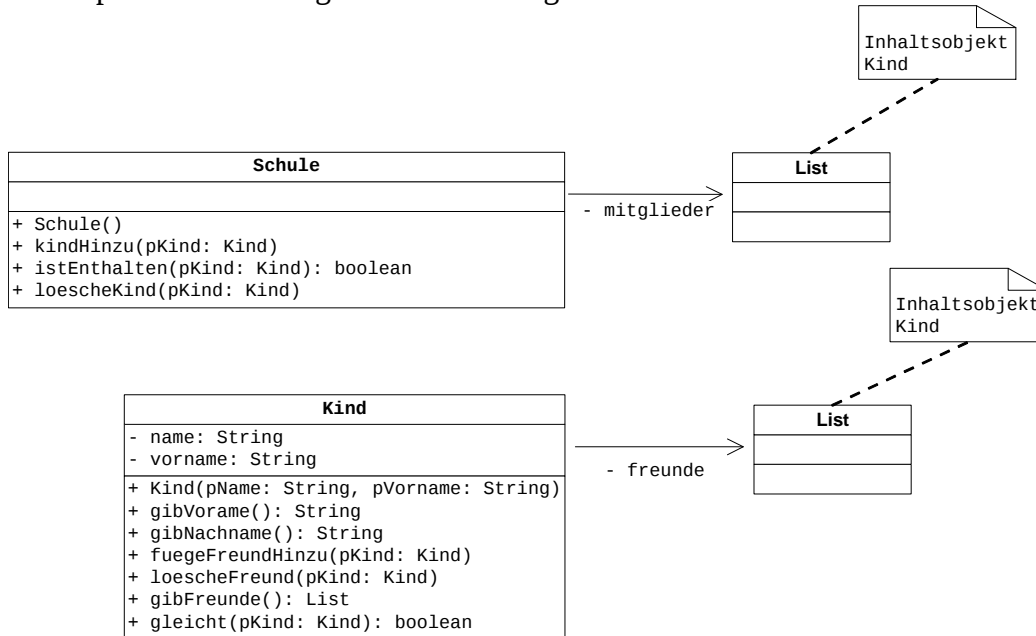 Inhaltsobjekt
Kind
Schule
List
- mitglieder
+ Schule()
+ kindHinzu(pKind: Kind)
+ istEnthalten(pKind: Kind): boolean
+ loescheKind(pKind: Kind)
Inhaltsobjekt
Kind
Kind
List
- name: String
- vorname: String
- freunde
+ Kind(pName: String, pVorname: String)
+ gibVorame(): String
+ gibNachname(): String
+ fuegeFreundHinzu(pKind: Kind)
+ loescheFreund(pKind: Kind)
+ gibFreunde(): List
+ gleicht(pKind: Kind): boolean